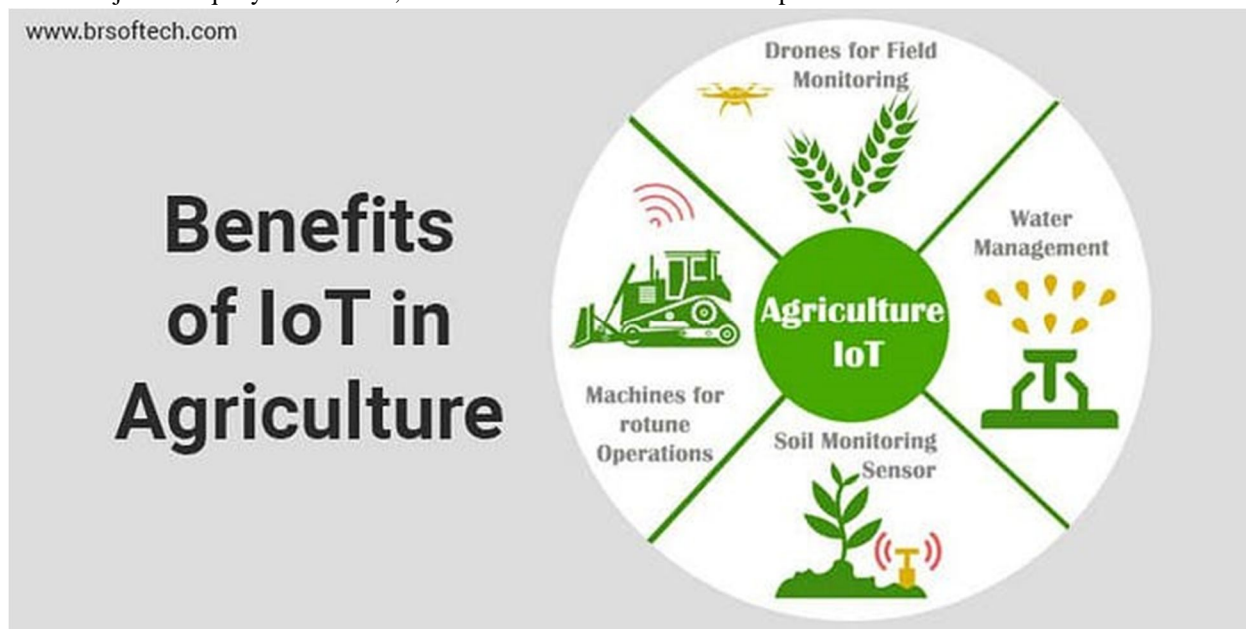 www.brsoftech.com
Benefits
of IoT in
Agriculture
Drones for Field
Monitoring
Water
Management
Agriculture
IoT
Machines for
rotune
Operations
Soil Monitoring
Sensor